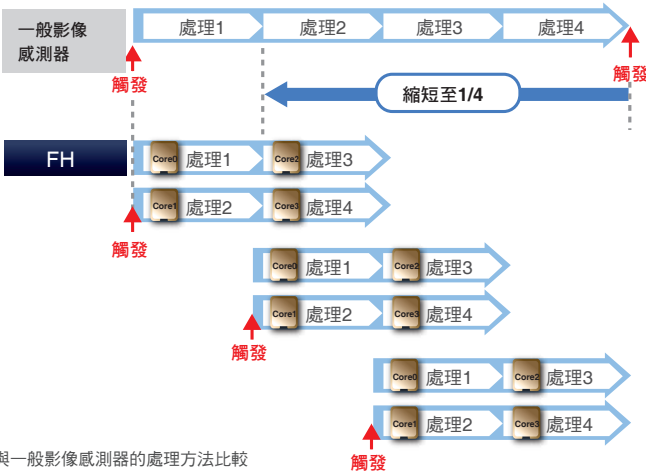 一般影像
感測器
處理1 處理2 處理3 處理4
觸發 觸發
縮短至1/4
FH
Core0 處理1 Core2 處理3
Core1 處理2 Core3 處理4
觸發
Core0 處理1 Core2 處理3
Core1 處理2 Core3 處理4
觸發
Core0 處理1 Core2 處理3
Core1 處理2 Core3 處理4
觸發
與一般影像感測器的處理方法比較